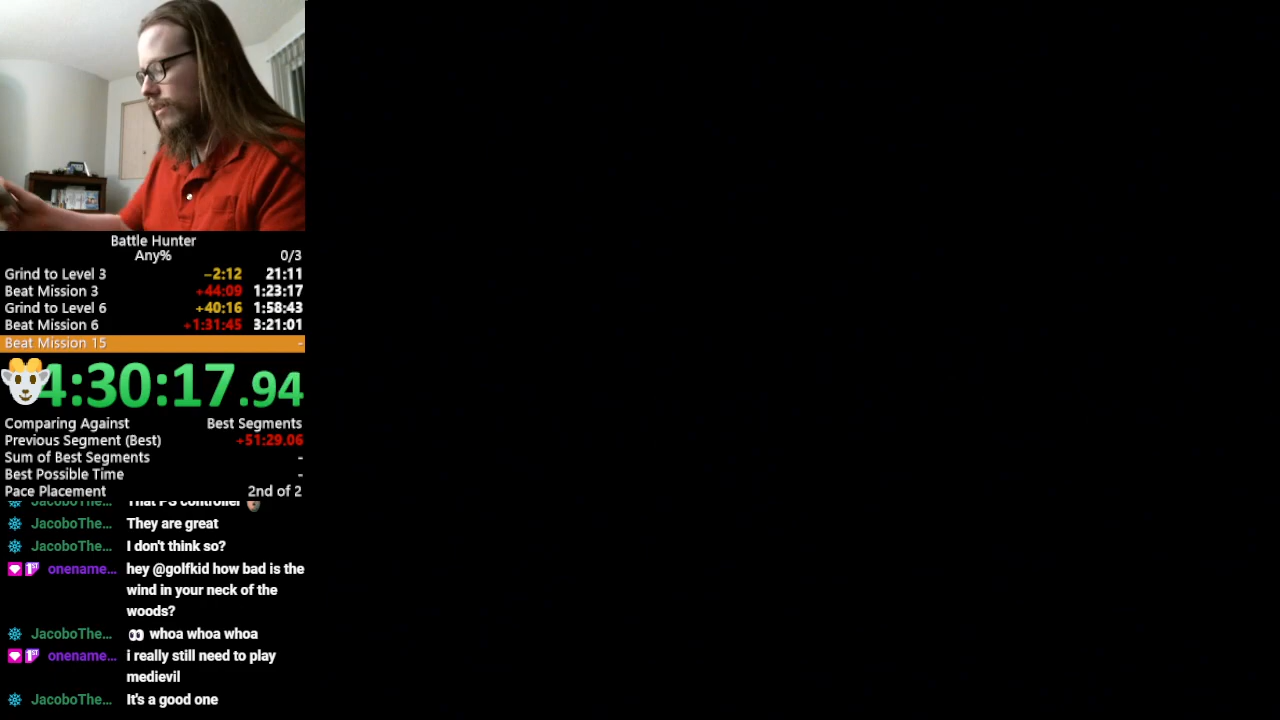 Battle Hunter
Any% 0/3
Grind to Level 3 −2:12 21:11
Beat Mission 3 +44:09 1:23:17
Grind to Level 6 +40:16 1:58:43
Beat Mission 6 +1:31:45 3:21:01
Beat Mission 15 -
4:30:17.94
Comparing Against Best Segments
Previous Segment (Best) +51:29.06
Sum of Best Segments -
Best Possible Time -
Pace Placement 2nd of 2
JacoboThe... That PS controller
JacoboThe... They are great
JacoboThe... I don't think so?
onename... hey @golfkid how bad is the
wind in your neck of the
woods?
JacoboThe... whoa whoa whoa
onename... i really still need to play
medievil
JacoboThe... It's a good one